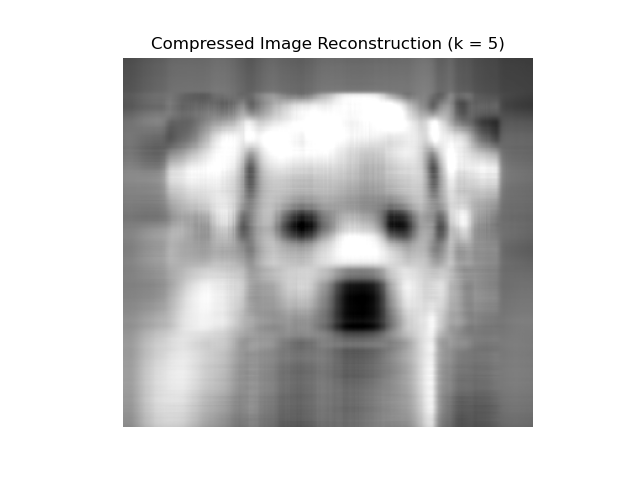 Compressed Image Reconstruction (k = 5)